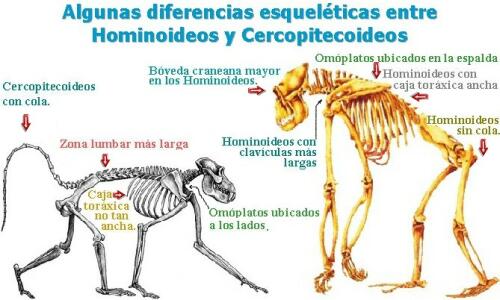 Algunas diferencias esqueléticas entre
Hominoideos y Cercopitecoideos
Omóplatos ubicados en la espalda
Bóveda craneana mayor
en los Hominoideos.
Hominoideos con
caja toráxica ancha
Cercopitecoideos
con cola.
Hominoideos
sin cola.
Zona lumbar más larga
Hominoideos con
clavículas más
largas
Caja
toráxica
no tan
ancha.
Omóplatos ubicados
a los lados.